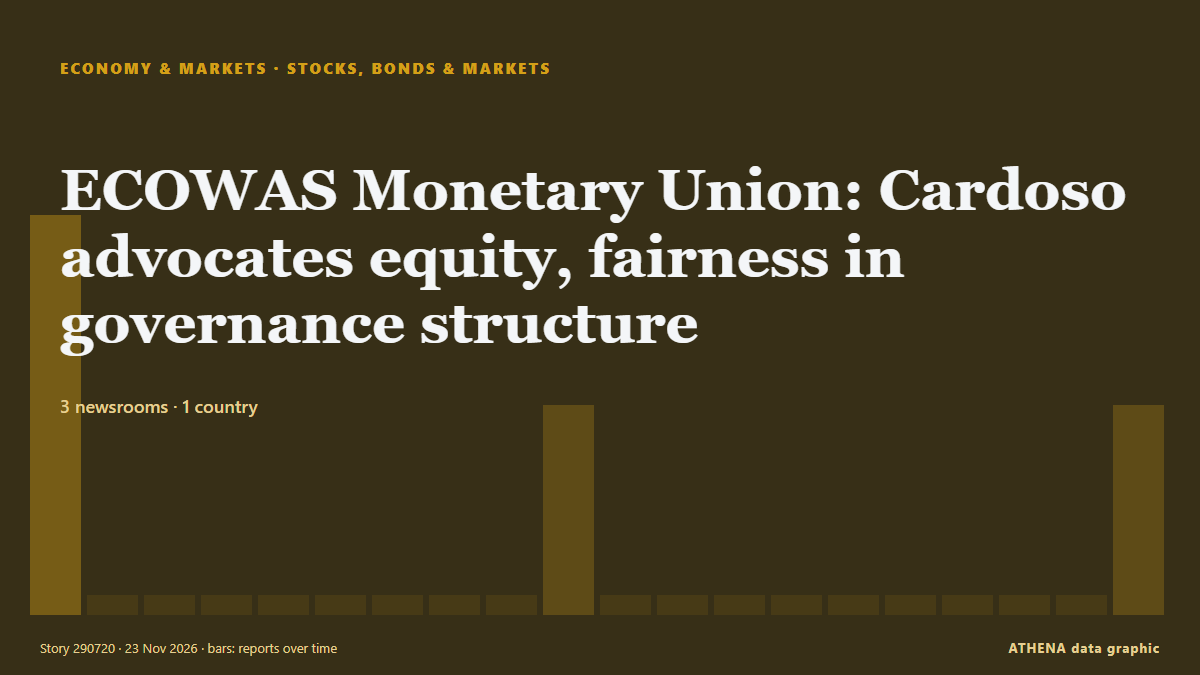 ECONOMY & MARKETS · STOCKS, BONDS & MARKETS
ECOWAS Monetary Union: Cardoso
advocates equity, fairness in
governance structure
3 newsrooms · 1 country
Story 290720 · 23 Nov 2026 · bars: reports over time
ATHENA data graphic